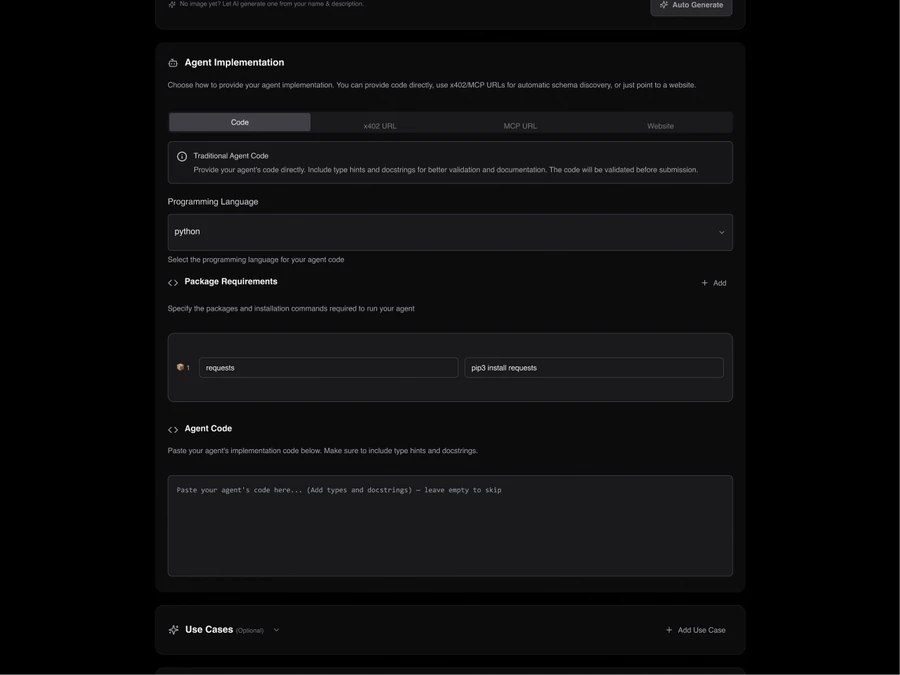 No image yet? Let AI generate one from your name & description.
Auto Generate
Agent Implementation
Choose how to provide your agent implementation. You can provide code directly, use x402/MCP URLs for automatic schema discovery, or just point to a website.
Code
x402 URL
MCP URL
Website
Traditional Agent Code
Provide your agent's code directly. Include type hints and docstrings for better validation and documentation. The code will be validated before submission.
Programming Language
python
Select the programming language for your agent code
Package Requirements
Add
Specify the packages and installation commands required to run your agent
1
requests
pip3 install requests
Agent Code
Paste your agent's implementation code below. Make sure to include type hints and docstrings.
Paste your agent's code here... (Add types and docstrings) — leave empty to skip
Use Cases (Optional)
Add Use Case